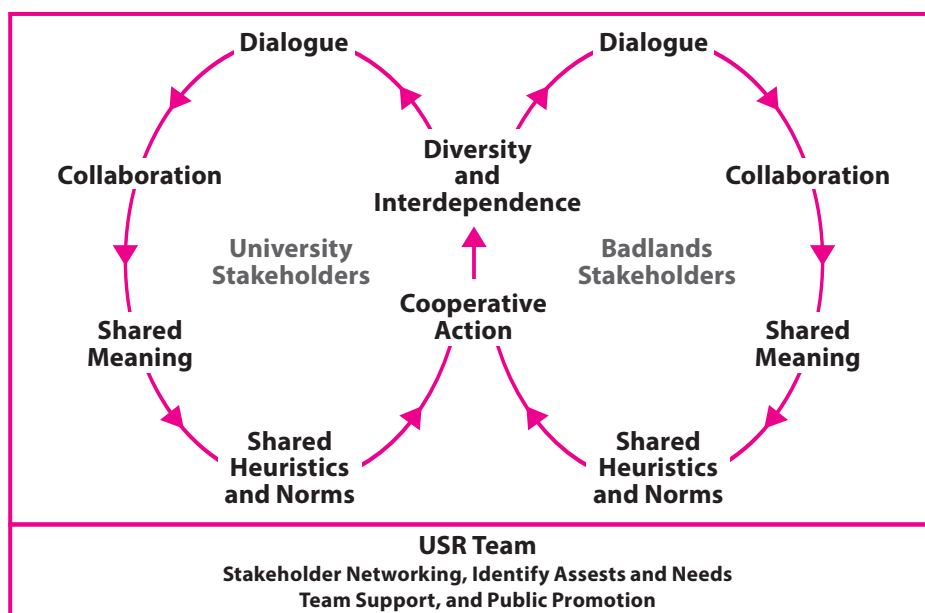 Dialogue
Dialogue
Diversity
and
Interdependence
Collaboration
Collaboration
University
Stakeholders
Badlands
Stakeholders
Cooperative
Action
Shared
Meaning
Shared
Meaning
Shared
Heuristics
and Norms
Shared
Heuristics
and Norms
USR Team
Stakeholder Networking, Identify Assests and Needs
Team Support, and Public Promotion